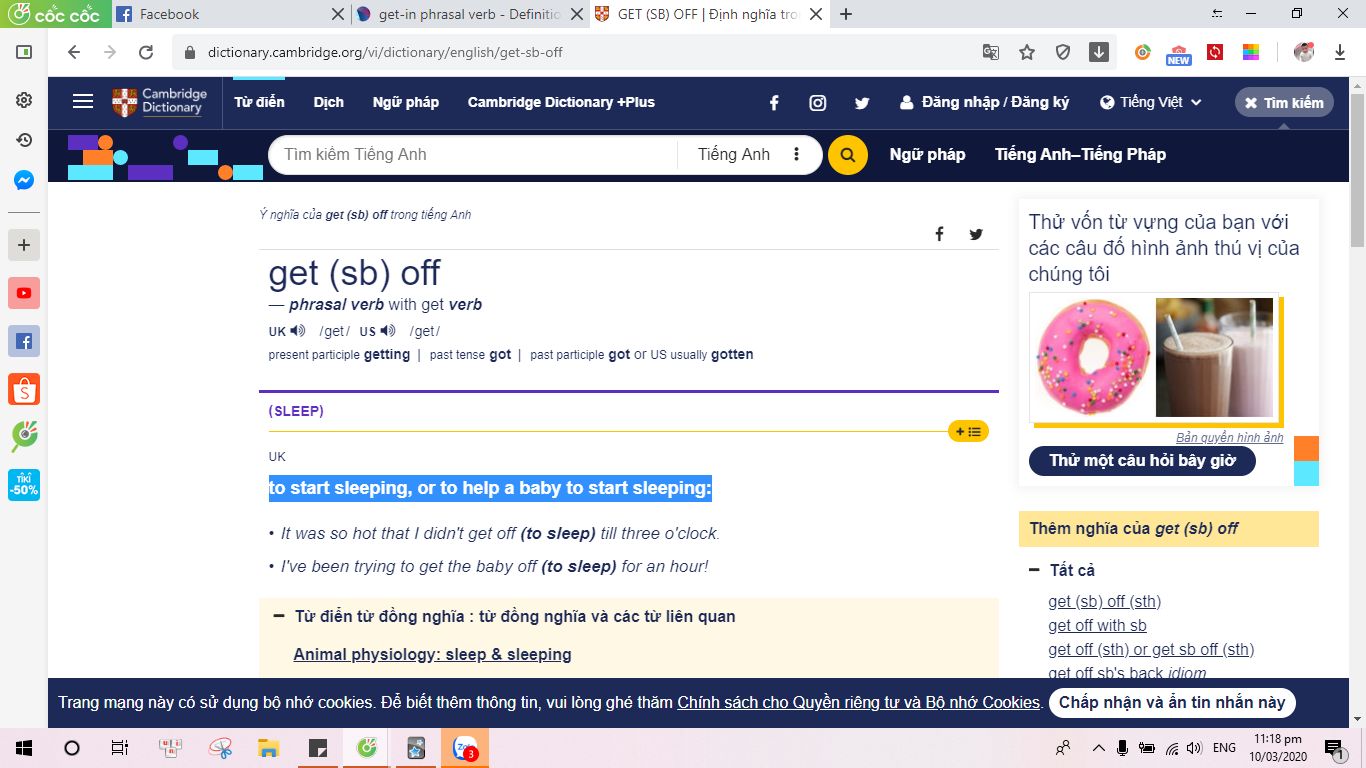 cốc cốc
Facebook
get-in phrasal verb - Definitio
GET (SB) OFF | Định nghĩa tro
dictionary.cambridge.org/vi/dictionary/english/get-sb-off
NEW
Cambridge Dictionary
Từ điển
Dịch
Ngữ pháp
Cambridge Dictionary +Plus
Đăng nhập / Đăng ký
Tiếng Việt
Tìm kiếm
Tìm kiếm Tiếng Anh
Tiếng Anh
Ngữ pháp
Tiếng Anh–Tiếng Pháp
Ý nghĩa của get (sb) off trong tiếng Anh
get (sb) off
— phrasal verb with get verb
UK /get/ US /get/
present participle getting | past tense got | past participle got or US usually gotten
(SLEEP)
UK
to start sleeping, or to help a baby to start sleeping:
• It was so hot that I didn't get off (to sleep) till three o'clock.
• I've been trying to get the baby off (to sleep) for an hour!
Từ điển từ đồng nghĩa : từ đồng nghĩa và các từ liên quan
Animal physiology: sleep & sleeping
Thử vốn từ vựng của bạn với
các câu đố hình ảnh thú vị của
chúng tôi
Bản quyền hình ảnh
Thử một câu hỏi bây giờ
Thêm nghĩa của get (sb) off
Tất cả
get (sb) off (sth)
get off with sb
get off (sth) or get sb off (sth)
get off sb's back idiom
TIKI
-50%
Trang mạng này có sử dụng bộ nhớ cookies. Để biết thêm thông tin, vui lòng ghé thăm Chính sách cho Quyền riêng tư và Bộ nhớ Cookies.
Chấp nhận và ẩn tin nhắn này
3
ENG
11:18 pm
10/03/2020
1